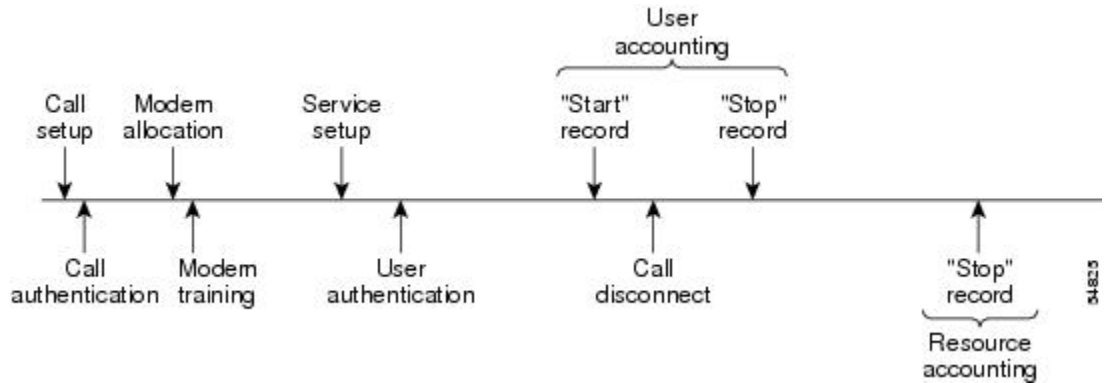 User
accounting
Call
setup
Modem
allocation
Service
setup
"Start"
record
"Stop"
record
Call
authentication
Modem
training
User
authentication
Call
disconnect
"Stop"
record
Resource
accounting
54825